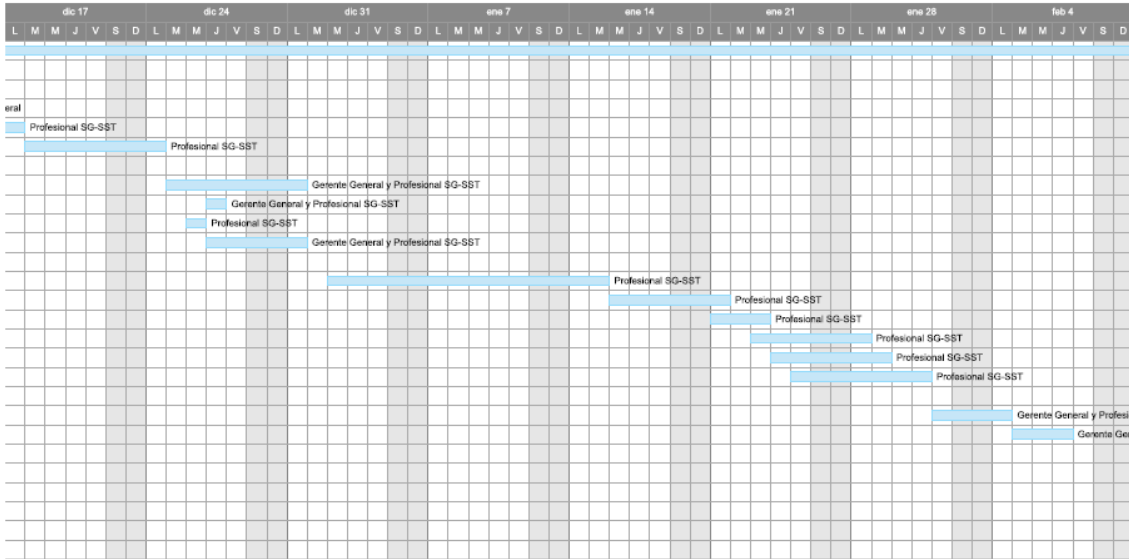 dic 17 dic 24 dic 31 ene 7 ene 14 ene 21 ene 28 feb 4
L M M J V S D L M M J V S D L M M J V S D L M M J V S D L M M J V S D L M M J V S D L M M J V S D L M M J V S D
eral
Profesional SG-SST
Profesional SG-SST
Gerente General y Profesional SG-SST
Gerente General y Profesional SG-SST
Profesional SG-SST
Gerente General y Profesional SG-SST
Profesional SG-SST
Profesional SG-SST
Profesional SG-SST
Profesional SG-SST
Profesional SG-SST
Profesional SG-SST
Gerente General y Profesi
Gerente Ger